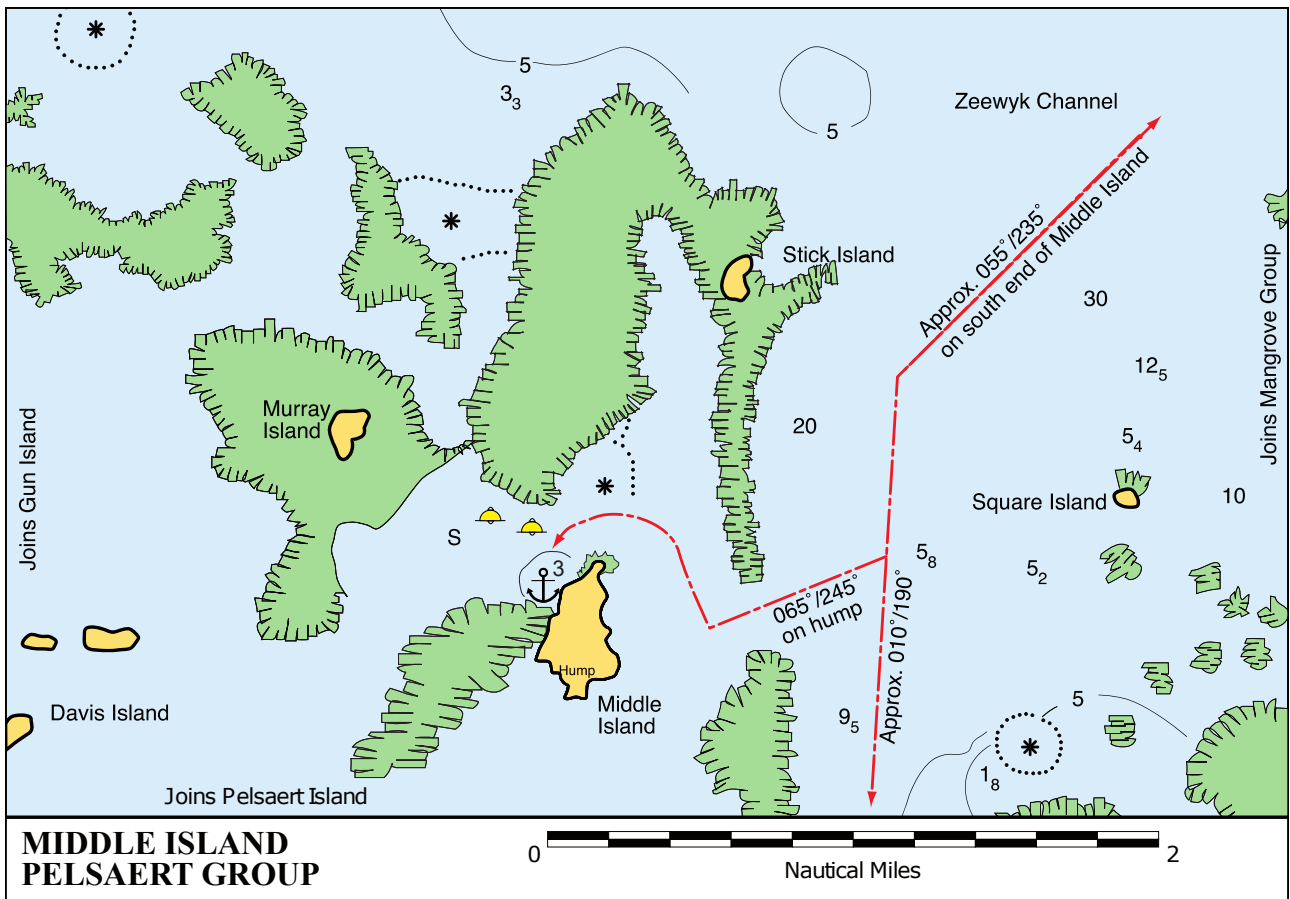 5
3₃
5
Zeewyk Channel
Stick Island
Approx. 055°/235°
on south end of Middle Island
30
12₅
Joins Mangrove Group
Murray
Island
20
5₄
Joins Gun Island
Square Island
10
S
5₈
5₂
3
065°/245°
on hump
Approx. 010°/190°
Hump
Middle
Island
Davis Island
9₅
5
1₈
Joins Pelsaert Island
MIDDLE ISLAND
PELSAERT GROUP
0
2
Nautical Miles